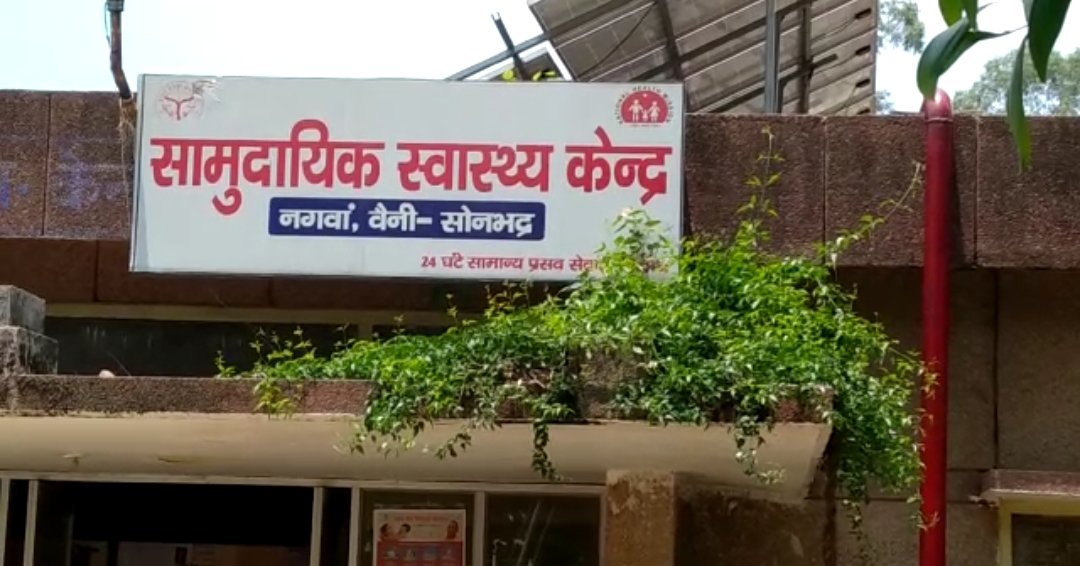 सामुदायिक स्वास्थ्य केन्द्र
नगवां, वैनी- सोनभद्र
24 घंटे सामान्य प्रसव